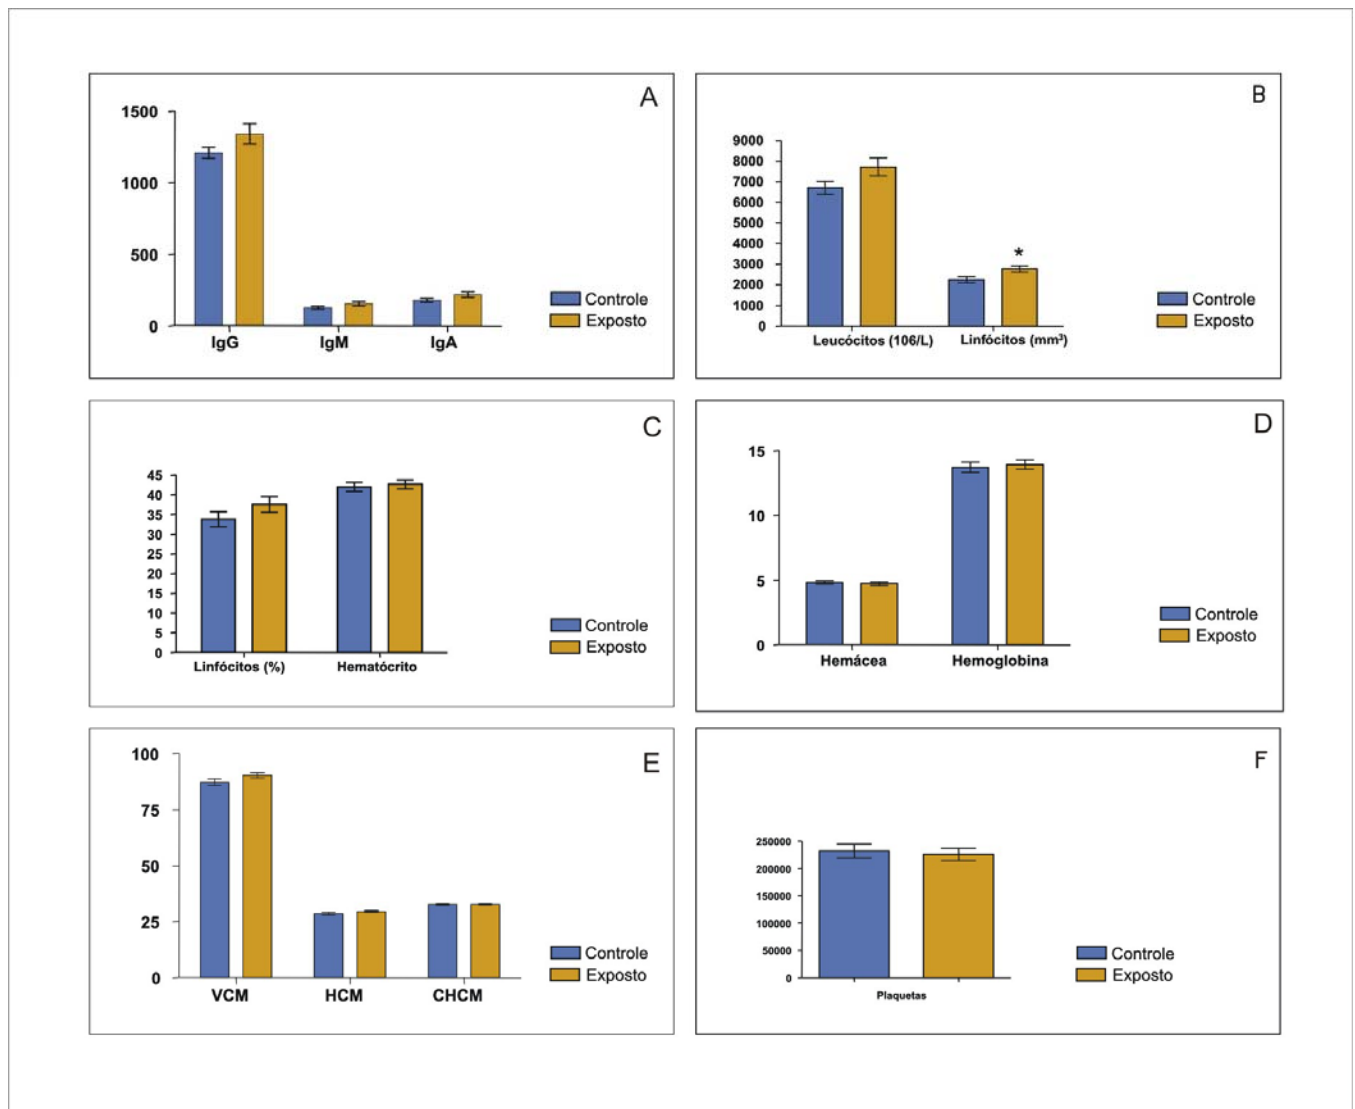 A
1500
1000
500
0
IgG IgM IgA
Controle
Exposto
B
9000
8000
7000
6000
5000
4000
3000
2000
1000
0
*
Leucócitos (106/L) Linfócitos (mm³)
Controle
Exposto
C
45
40
35
30
25
20
15
10
5
0
Linfócitos (%) Hematócrito
Controle
Exposto
D
15
10
5
0
Hemácea Hemoglobina
Controle
Exposto
E
100
75
50
25
0
VCM HCM CHCM
Controle
Exposto
F
250000
200000
150000
100000
50000
0
Plaquetas
Controle
Exposto